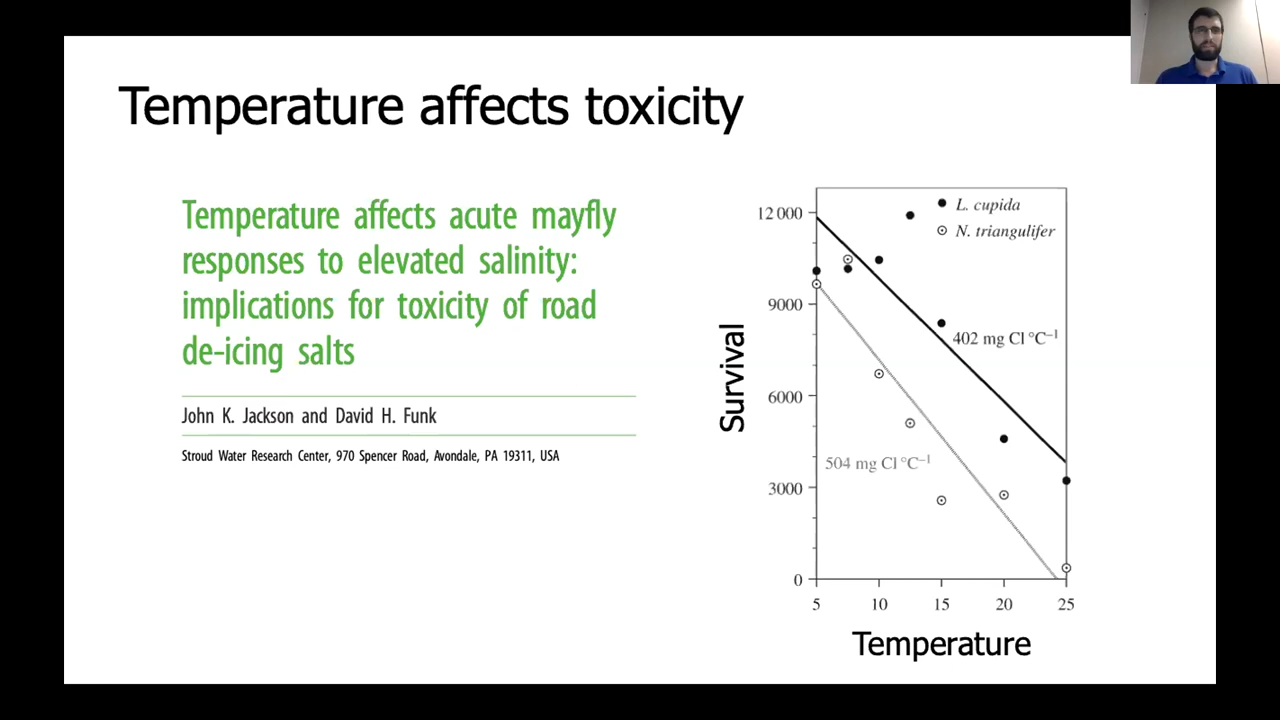 Temperature affects toxicity
Temperature affects acute mayfly
responses to elevated salinity:
implications for toxicity of road
de-icing salts
John K. Jackson and David H. Funk
Stroud Water Research Center, 970 Spencer Road, Avondale, PA 19311, USA
Survival
12 000
9000
6000
3000
0
L. cupida
N. triangulifer
402 mg Cl °C⁻¹
504 mg Cl °C⁻¹
5 10 15 20 25
Temperature